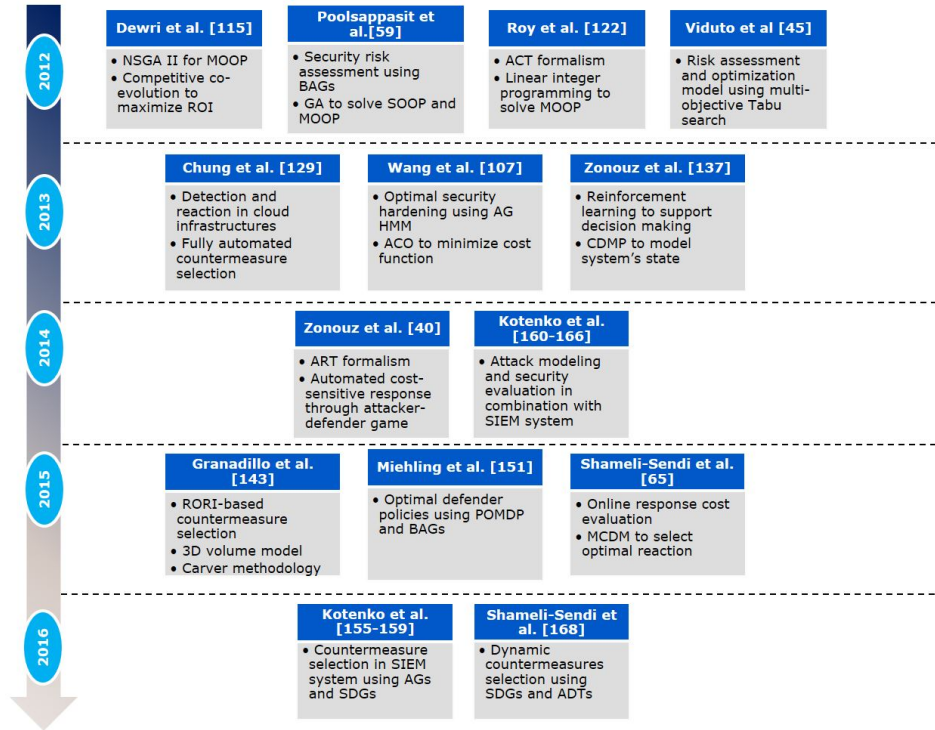 2012
Dewri et al. [115]
• NSGA II for MOOP
• Competitive co-
evolution to
maximize ROI
Poolsappasit et
al.[59]
• Security risk
assessment using
BAGs
• GA to solve SOOP and
MOOP
Roy et al. [122]
• ACT formalism
• Linear integer
programming to
solve MOOP
Viduto et al [45]
• Risk assessment
and optimization
model using multi-
objective Tabu
search
2013
Chung et al. [129]
• Detection and
reaction in cloud
infrastructures
• Fully automated
countermeasure
selection
Wang et al. [107]
• Optimal security
hardening using AG
HMM
• ACO to minimize cost
function
Zonouz et al. [137]
• Reinforcement
learning to support
decision making
• CDMP to model
system's state
2014
Zonouz et al. [40]
• ART formalism
• Automated cost-
sensitive response
through attacker-
defender game
Kotenko et al.
[160-166]
• Attack modeling
and security
evaluation in
combination with
SIEM system
2015
Granadillo et al.
[143]
• RORI-based
countermeasure
selection
• 3D volume model
• Carver methodology
Miehling et al. [151]
• Optimal defender
policies using POMDP
and BAGs
Shameli-Sendi et al.
[65]
• Online response cost
evaluation
• MCDM to select
optimal reaction
2016
Kotenko et al.
[155-159]
• Countermeasure
selection in SIEM
system using AGs
and SDGs
Shameli-Sendi et
al. [168]
• Dynamic
countermeasures
selection using
SDGs and ADTs